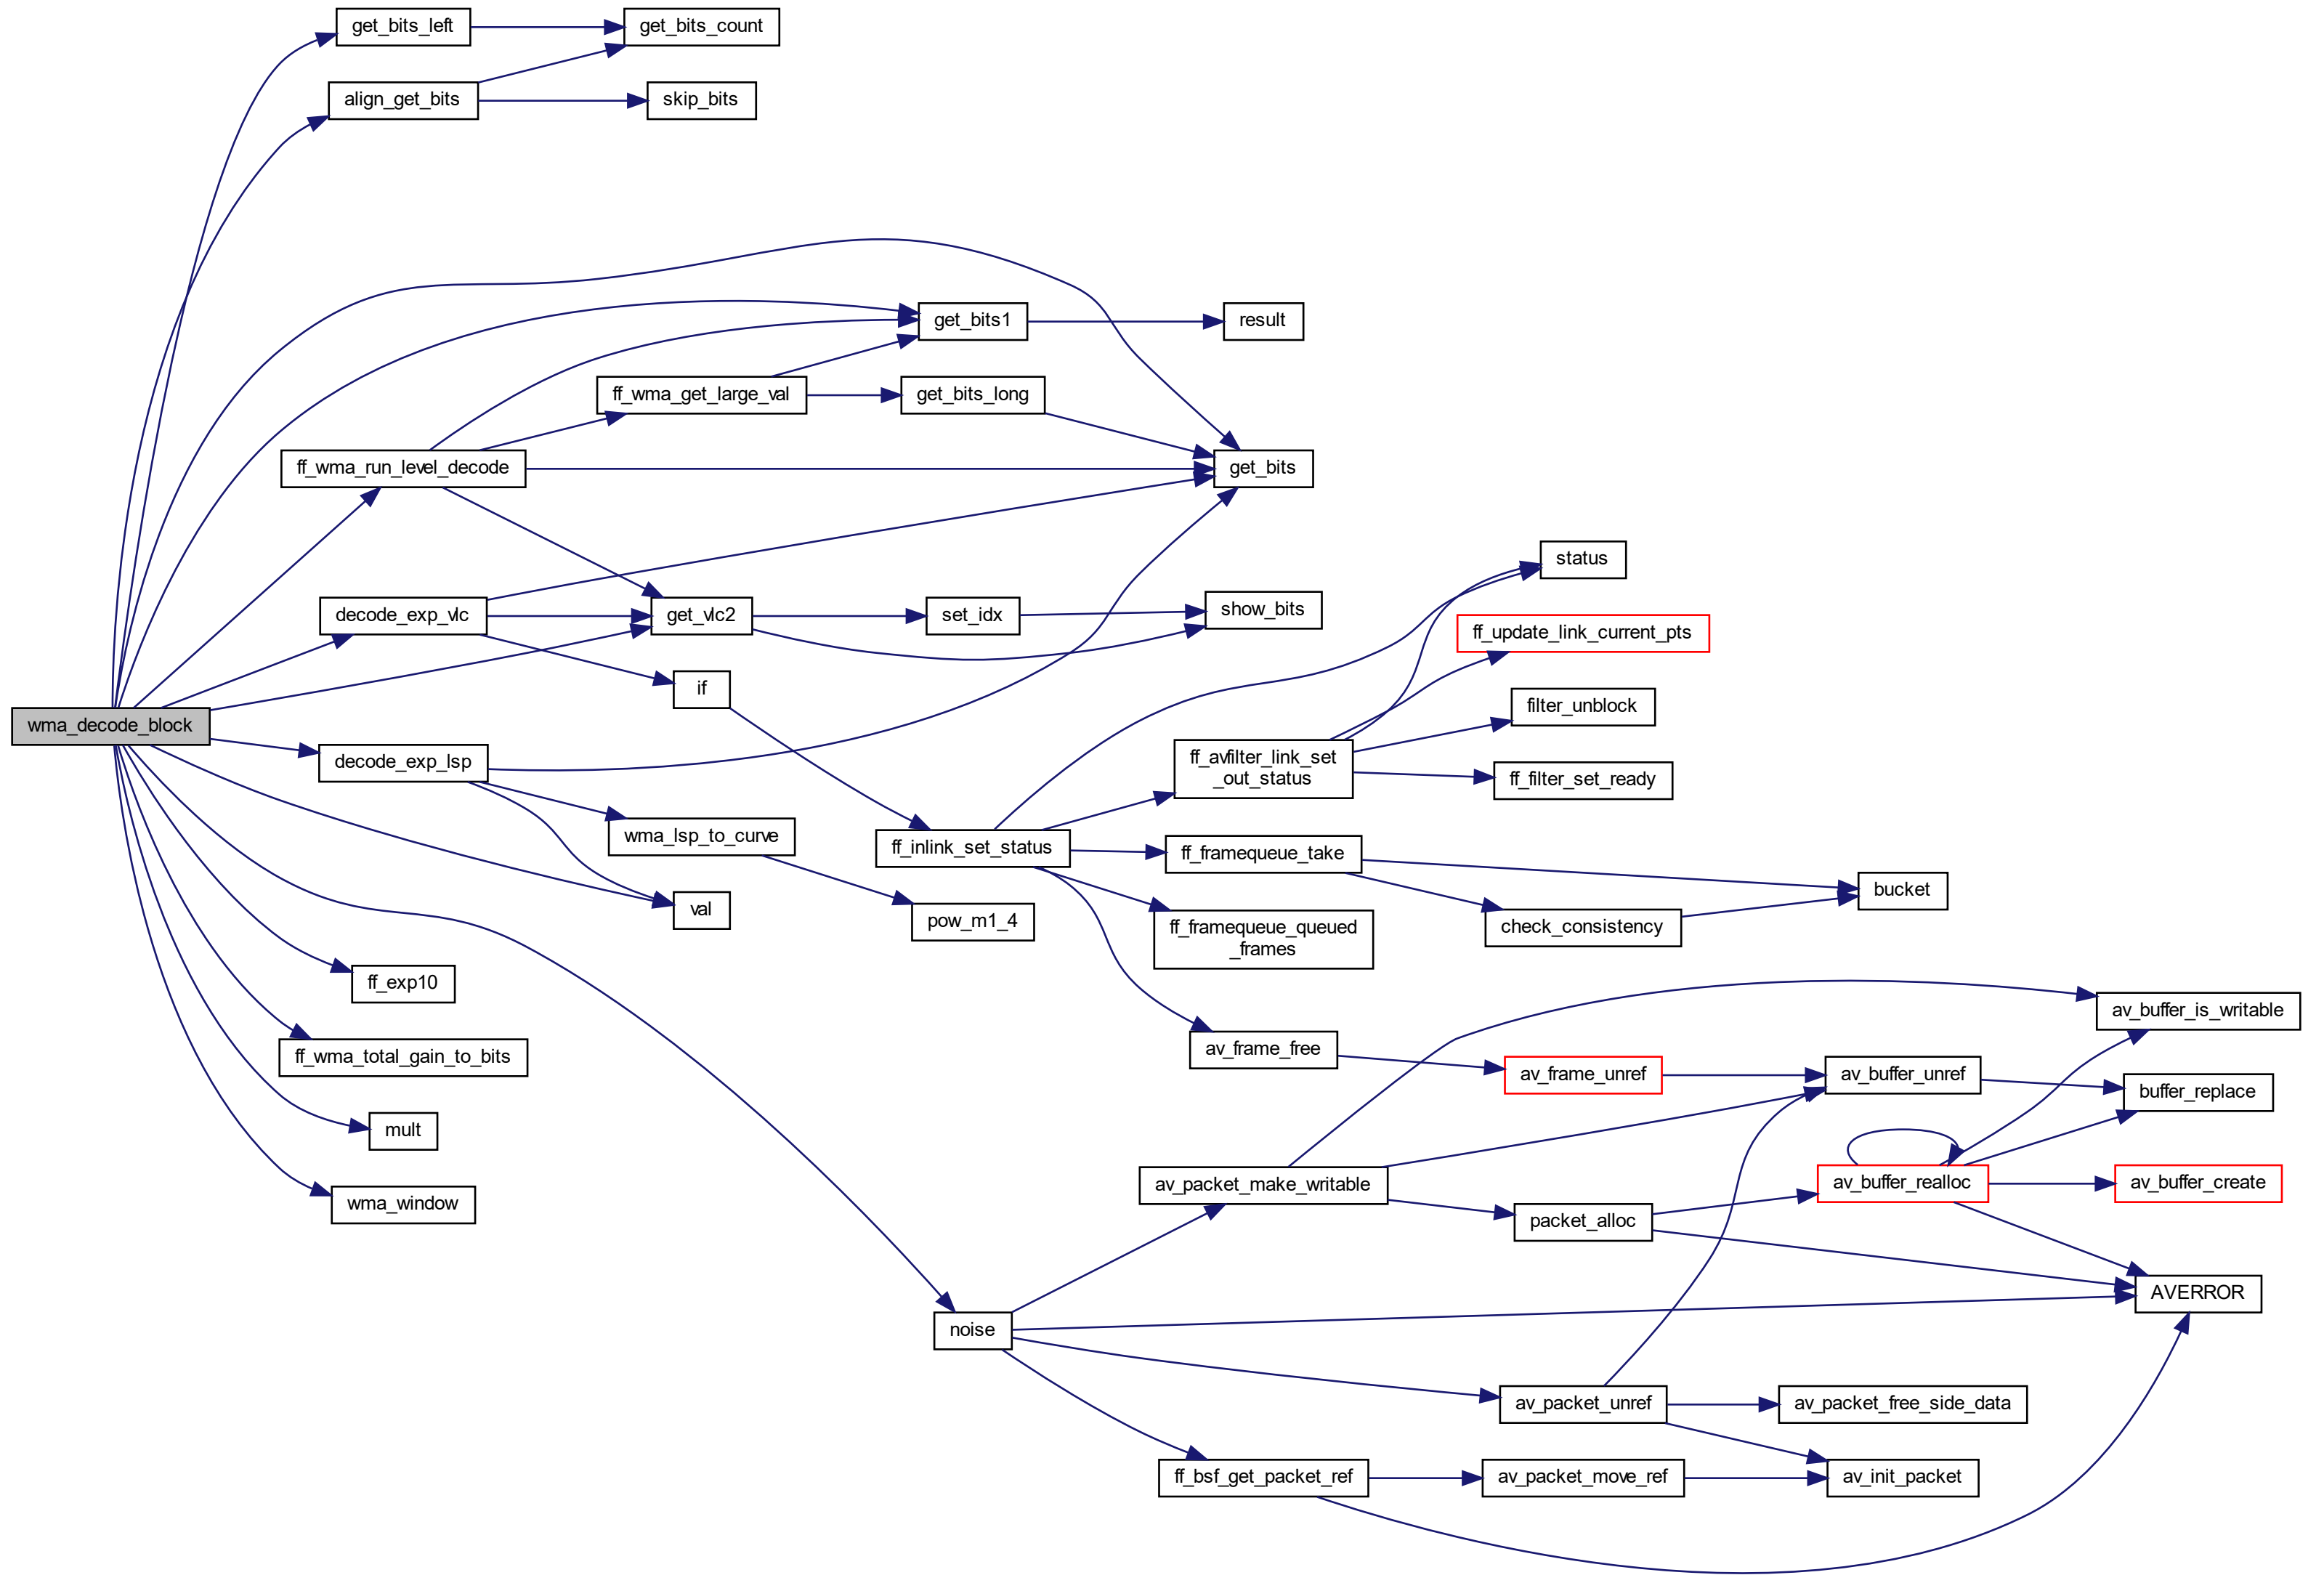 get_bits_left
get_bits_count
align_get_bits
skip_bits
get_bits1
result
ff_wma_get_large_val
get_bits_long
ff_wma_run_level_decode
get_bits
status
decode_exp_vlc
get_vlc2
set_idx
show_bits
ff_update_link_current_pts
if
filter_unblock
wma_decode_block
decode_exp_lsp
ff_avfilter_link_set
_out_status
ff_filter_set_ready
wma_lsp_to_curve
ff_inlink_set_status
ff_framequeue_take
bucket
val
pow_m1_4
check_consistency
ff_framequeue_queued
_frames
ff_exp10
av_buffer_is_writable
ff_wma_total_gain_to_bits
av_frame_free
av_frame_unref
av_buffer_unref
buffer_replace
mult
av_packet_make_writable
av_buffer_realloc
av_buffer_create
wma_window
packet_alloc
AVERROR
noise
av_packet_unref
av_packet_free_side_data
ff_bsf_get_packet_ref
av_packet_move_ref
av_init_packet